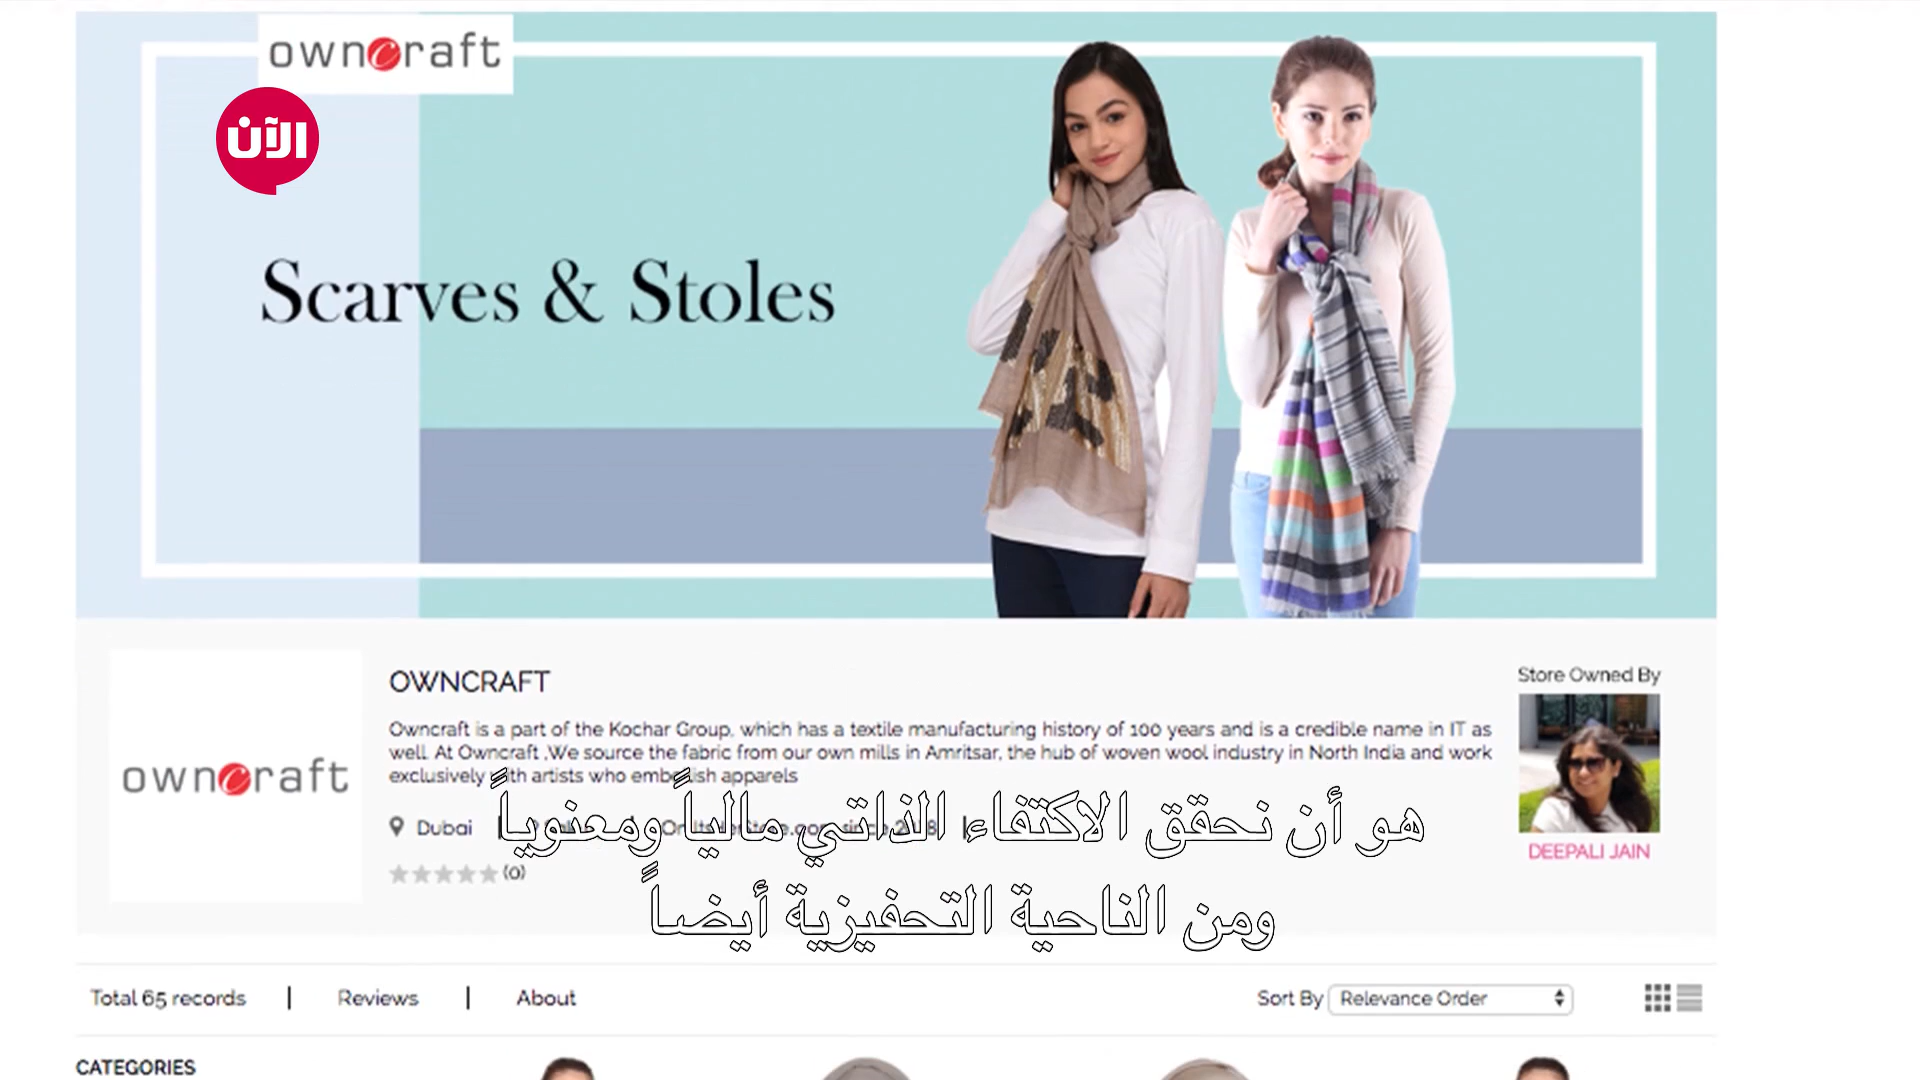 owncraft
الآن
Scarves & Stoles
OWNCRAFT
Store Owned By
Owncraft is a part of the Kochar Group, which has a textile manufacturing history of 100 years and is a credible name in IT as
well. At Owncraft ,We source the fabric from our own mills in Amritsar, the hub of woven wool industry in North India and work
exclusively with artists who embellish apparels
owncraft
Dubai
هو أن نحقق الاكتفاء الذاتي مالياً ومعنوياً
DEEPALI JAIN
(0)
ومن الناحية التحفيزية أيضاً
Total 65 records | Reviews | About
Sort By Relevance Order
CATEGORIES